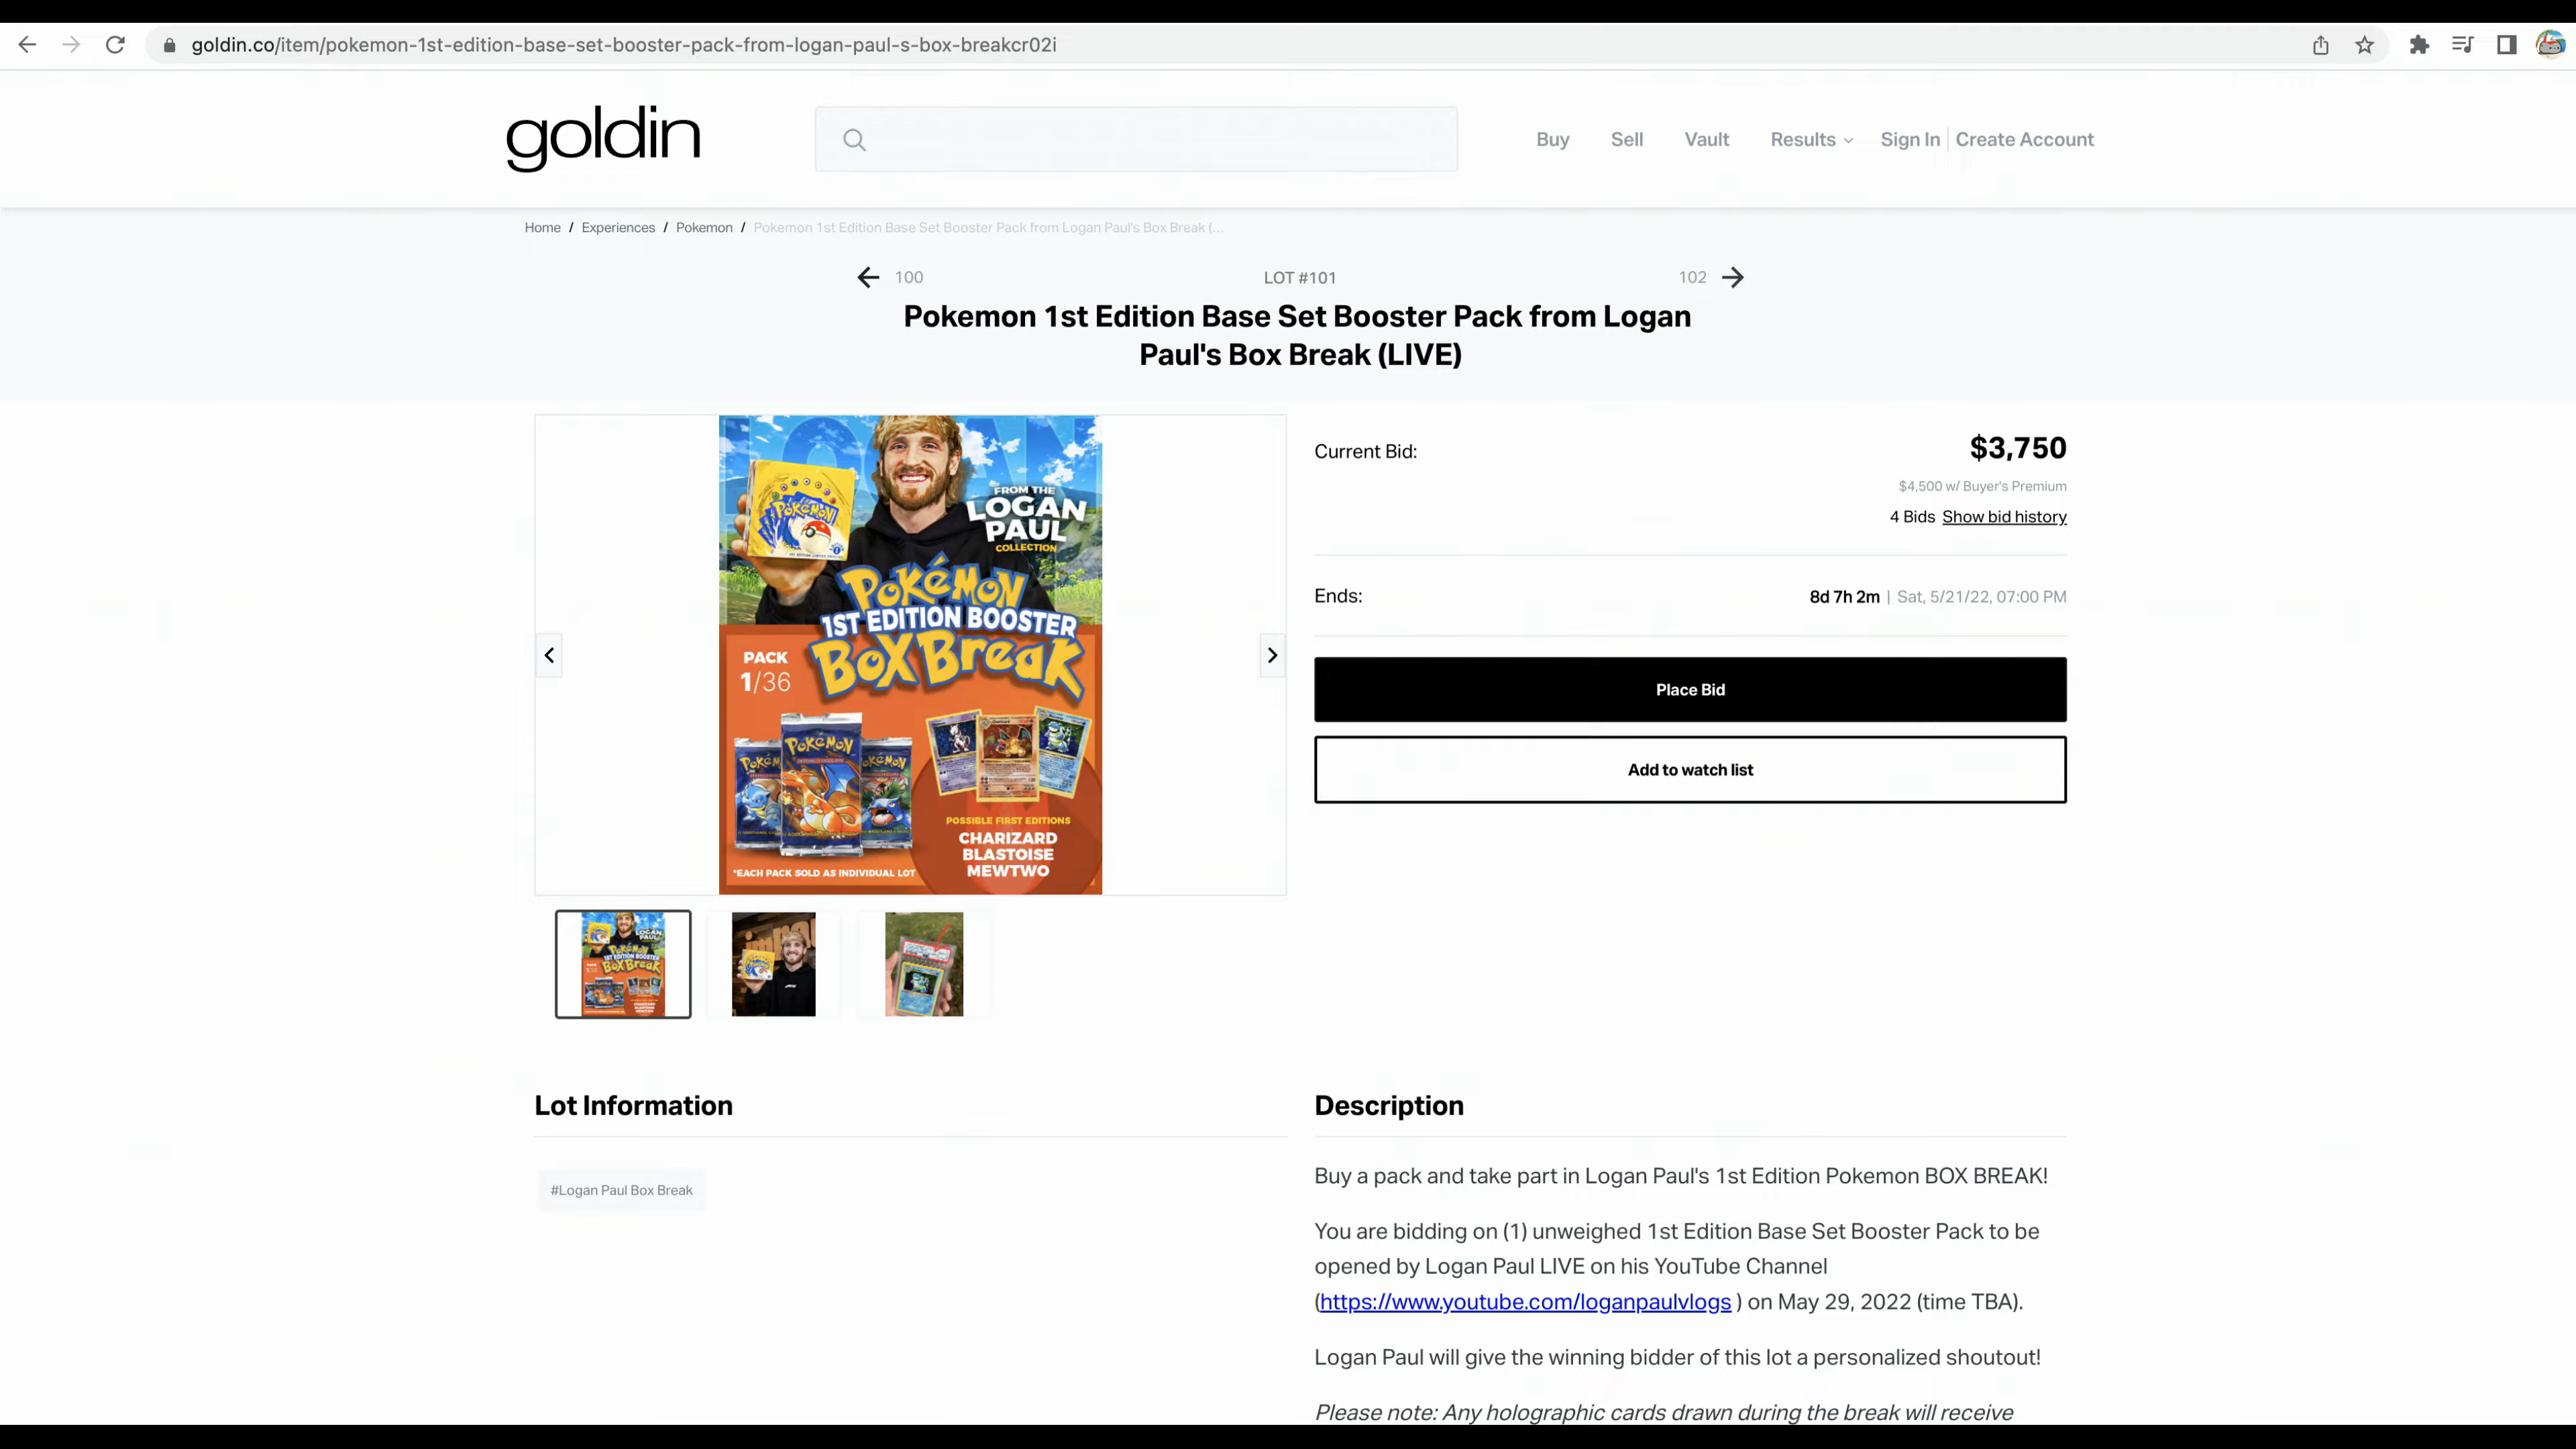 goldin.co/item/pokemon-1st-edition-base-set-booster-pack-from-logan-paul-s-box-breakcr02i
goldin
Buy Sell Vault Results Sign In | Create Account
Home / Experiences / Pokemon / Pokemon 1st Edition Base Set Booster Pack from Logan Paul's Box Break (...
100 LOT #101 102
Pokemon 1st Edition Base Set Booster Pack from Logan
Paul's Box Break (LIVE)
POKéMON
FROM THE
LOGAN
PAUL
COLLECTION
POKéMON
1ST EDITION BOOSTER
BOX BREAK
PACK
1/36
POKéMON
POSSIBLE FIRST EDITIONS
CHARIZARD
BLASTOISE
MEWTWO
*EACH PACK SOLD AS INDIVIDUAL LOT
Current Bid: $3,750
$4,500 w/ Buyer's Premium
4 Bids Show bid history
Ends: 8d 7h 2m | Sat, 5/21/22, 07:00 PM
Place Bid
Add to watch list
Lot Information
#Logan Paul Box Break
Description
Buy a pack and take part in Logan Paul's 1st Edition Pokemon BOX BREAK!
You are bidding on (1) unweighed 1st Edition Base Set Booster Pack to be
opened by Logan Paul LIVE on his YouTube Channel
(https://www.youtube.com/loganpaulvlogs ) on May 29, 2022 (time TBA).
Logan Paul will give the winning bidder of this lot a personalized shoutout!
Please note: Any holographic cards drawn during the break will receive